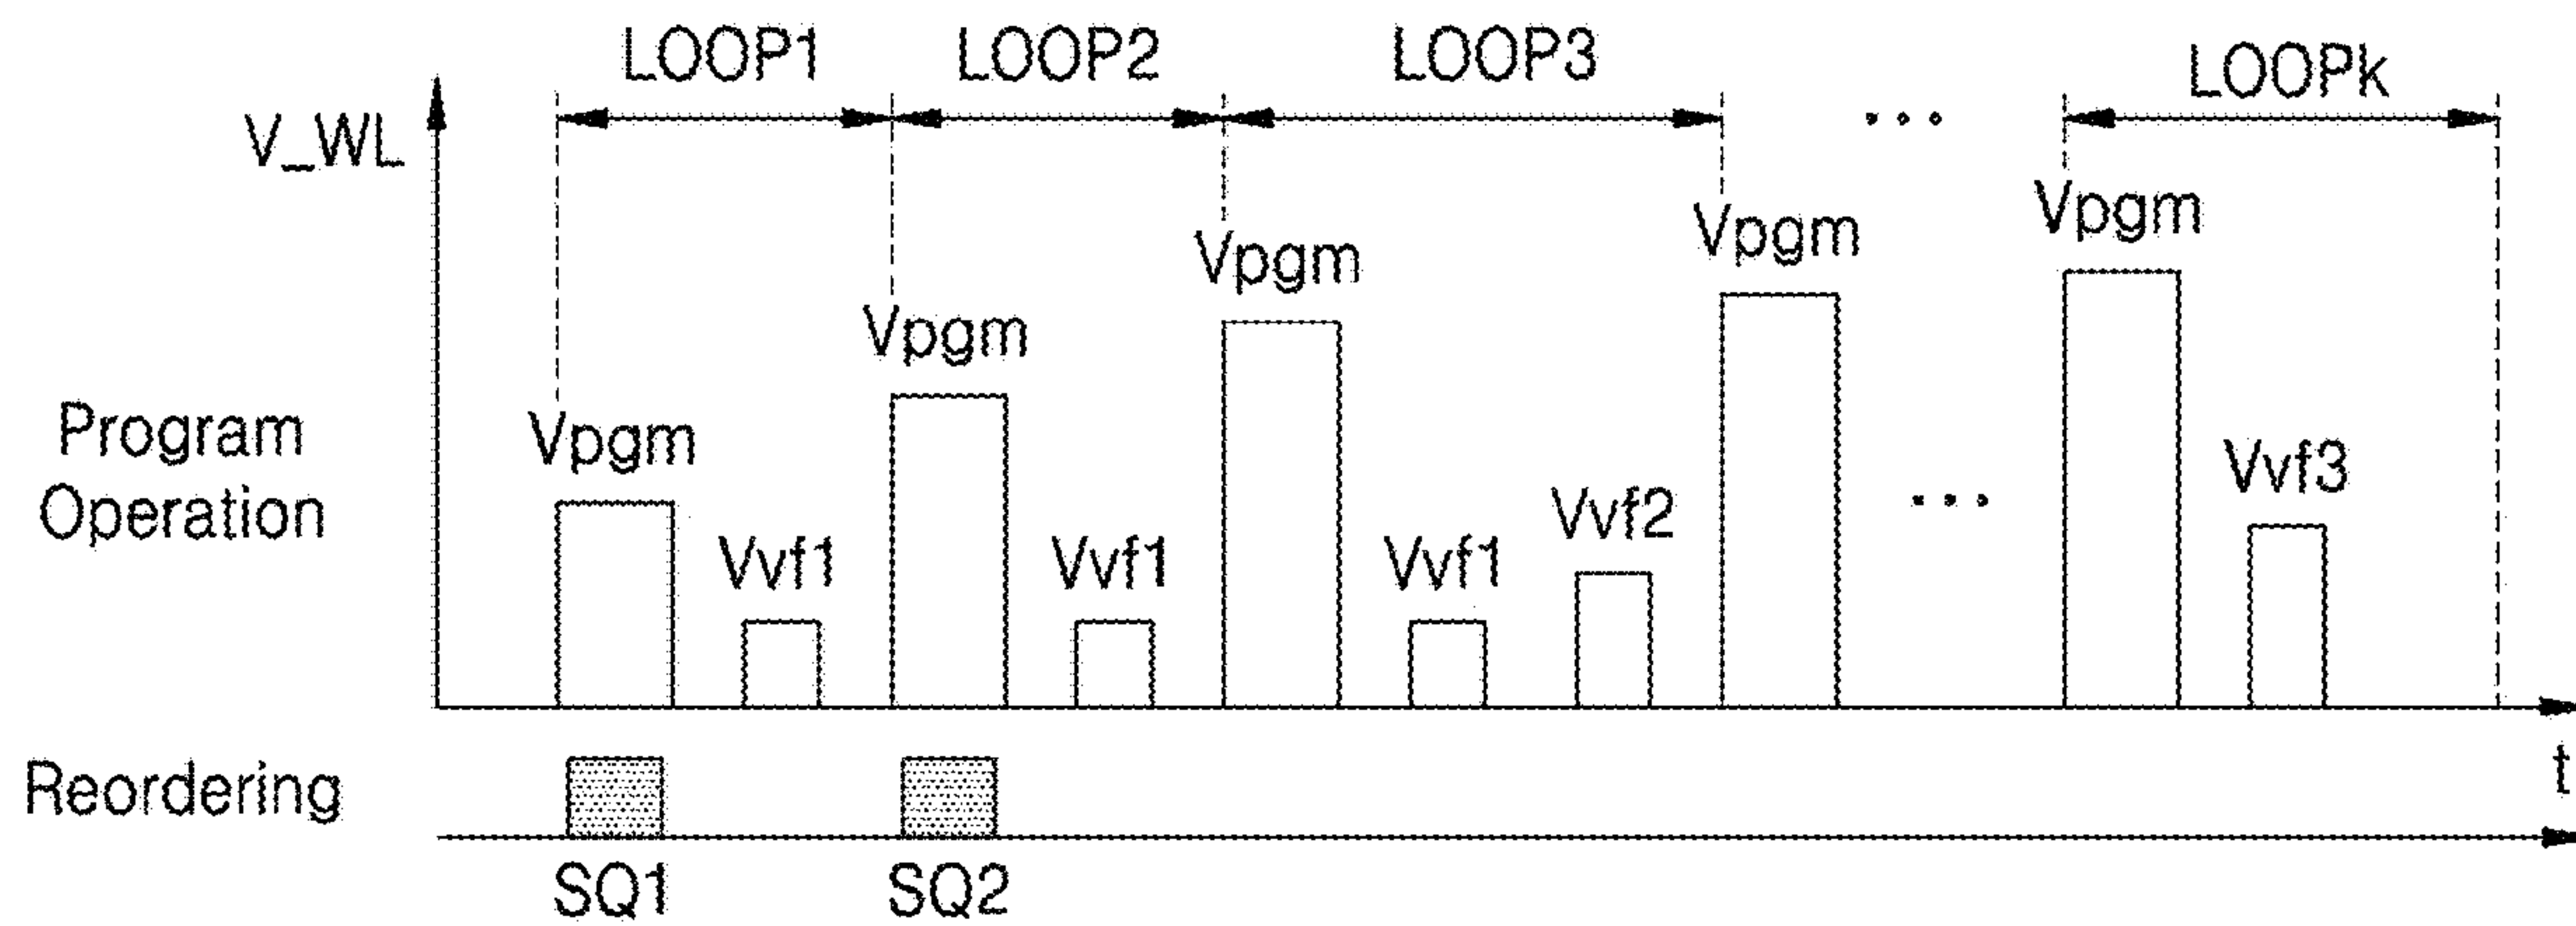 LOOP1 LOOP2 LOOP3 LOOPk
V_WL
...
Vpgm Vpgm Vpgm Vpgm Vpgm
Program
Operation
Vvf1 Vvf1 Vvf1 Vvf2 ... Vvf3
t
Reordering
SQ1 SQ2